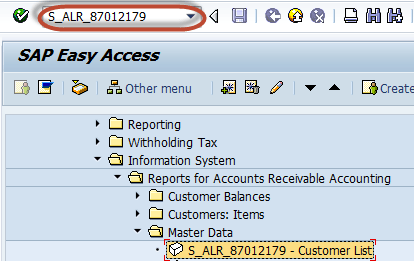 S_ALR_87012179
SAP Easy Access
Other menu
Create
Reporting
Withholding Tax
Information System
Reports for Accounts Receivable Accounting
Customer Balances
Customers: Items
Master Data
S_ALR_87012179 - Customer List